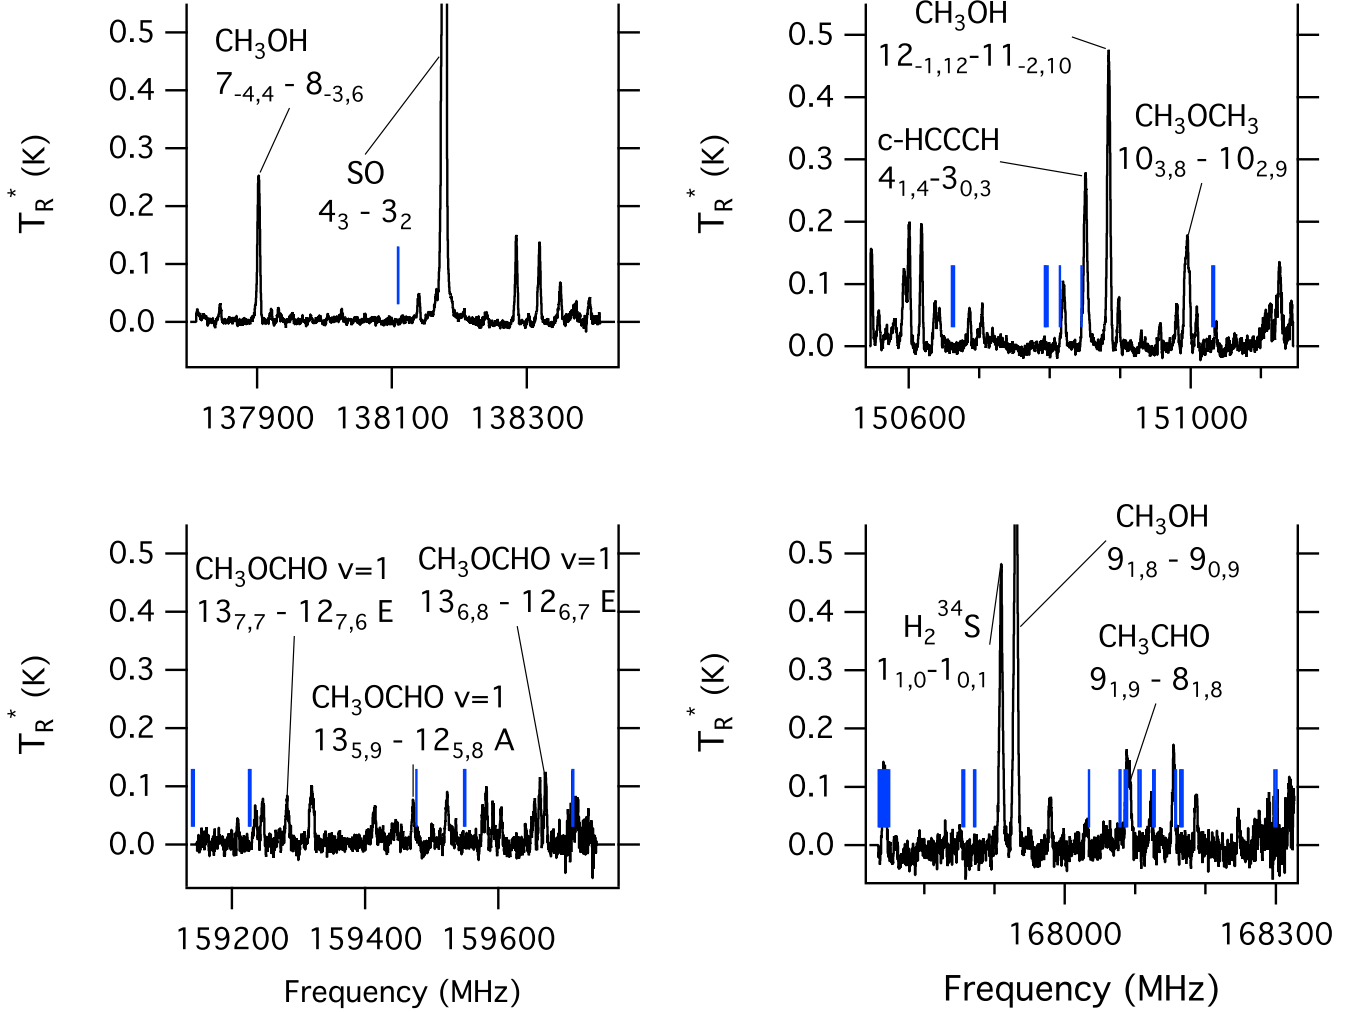 0.5
0.4
0.3
0.2
0.1
0.0
T_R^* (K)
CH₃OH
7₋₄,₄ - 8₋₃,₆
SO
4₃ - 3₂
137900 138100 138300
0.5
0.4
0.3
0.2
0.1
0.0
T_R^* (K)
CH₃OH
12₋₁,₁₂-11₋₂,₁₀
c-HCCCH
4₁,₄-3₀,₃
CH₃OCH₃
10₃,₈ - 10₂,₉
150600 151000
0.5
0.4
0.3
0.2
0.1
0.0
T_R^* (K)
CH₃OCHO v=1
13₇,₇ - 12₇,₆ E
CH₃OCHO v=1
13₆,₈ - 12₆,₇ E
CH₃OCHO v=1
13₅,₉ - 12₅,₈ A
159200 159400 159600
Frequency (MHz)
0.5
0.4
0.3
0.2
0.1
0.0
T_R^* (K)
CH₃OH
9₁,₈ - 9₀,₉
H₂³⁴S
1₁,₀-1₀,₁
CH₃CHO
9₁,₉ - 8₁,₈
168000 168300
Frequency (MHz)